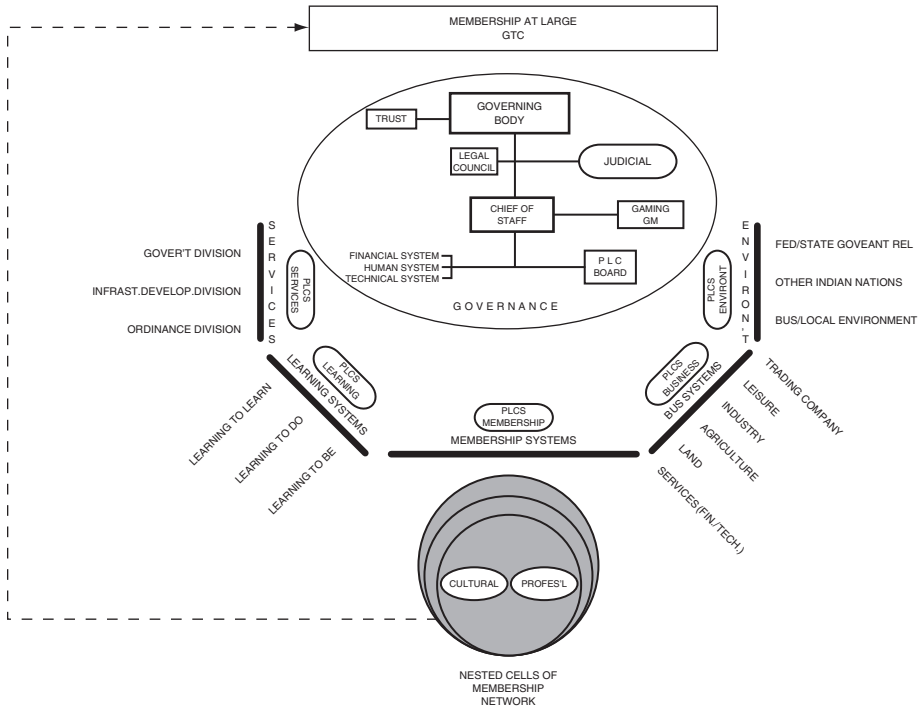 MEMBERSHIP AT LARGE
GTC
GOVERNING
BODY
TRUST
LEGAL
COUNCIL
JUDICIAL
CHIEF OF
STAFF
GAMING
GM
FINANCIAL SYSTEM
HUMAN SYSTEM
TECHNICAL SYSTEM
P L C
BOARD
GOVERNANCE
SERVICES
PLCS
SERVICES
GOVER'T DIVISION
INFRAST.DEVELOP.DIVISION
ORDINANCE DIVISION
ENVIRON'T
PLCS
ENVIRONT
FED/STATE GOVEANT REL
OTHER INDIAN NATIONS
BUS/LOCAL ENVIRONMENT
PLCS
LEARNING
LEARNING SYSTEMS
LEARNING TO LEARN
LEARNING TO DO
LEARNING TO BE
PLCS
MEMBERSHIP
MEMBERSHIP SYSTEMS
PLCS
BUSINESS
BUS SYSTEMS
TRADING COMPANY
LEISURE
INDUSTRY
AGRICULTURE
LAND
SERVICES (FIN./TECH.)
CULTURAL
PROFES'L
NESTED CELLS OF
MEMBERSHIP
NETWORK